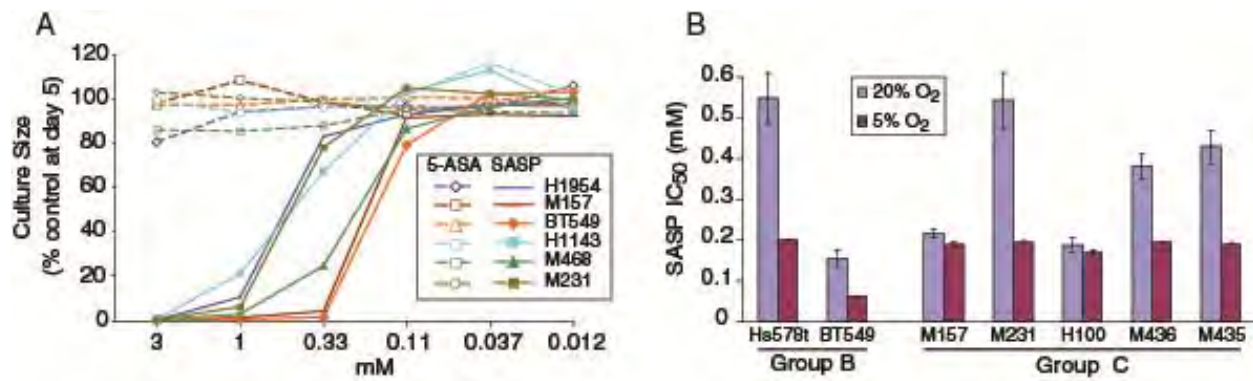 A
Culture Size
(% control at day 5)
120
100
80
60
40
20
0
3 1 0.33 0.11 0.037 0.012
mM
5-ASA SASP
H1954
M157
BT549
H1143
M468
M231
B
SASP IC50 (mM)
0.6
0.5
0.4
0.3
0.2
0.1
0
20% O2
5% O2
Hs578t BT549 M157 M231 H100 M436 M435
Group B Group C